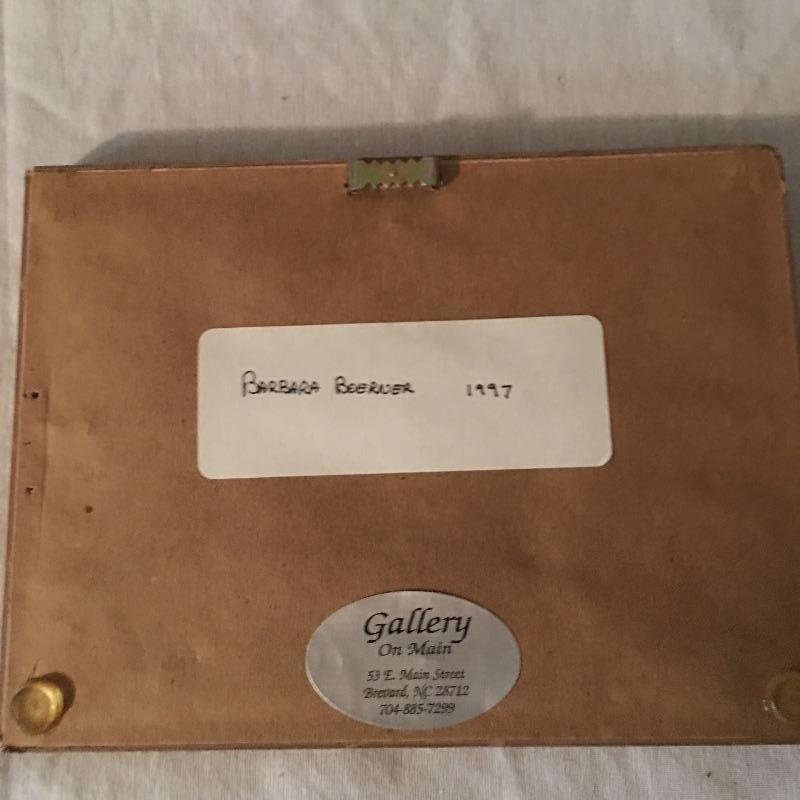 BARBARA BOERNER 1997
Gallery
On Main
53 E. Main Street
Brevard, NC 28712
704-885-7299